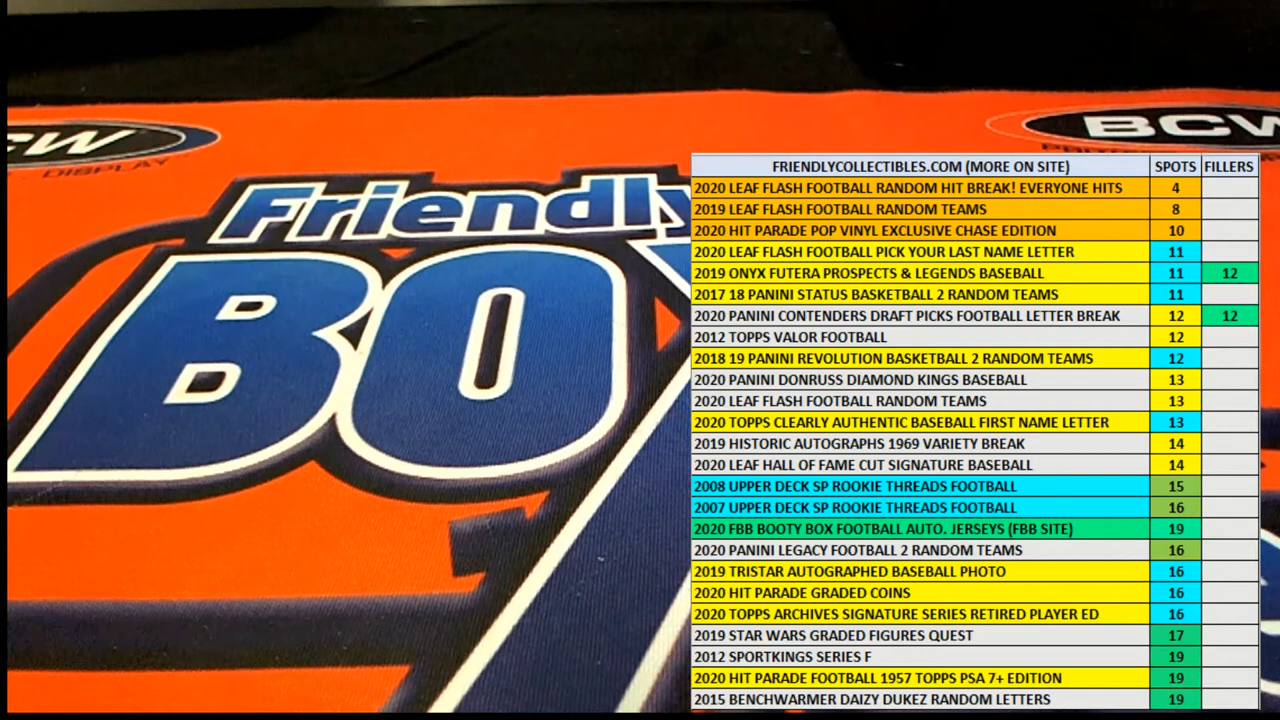 CW
DISPLAY
BCW
Friendly
BO
FRIENDLYCOLLECTIBLES.COM (MORE ON SITE) SPOTS FILLERS
2020 LEAF FLASH FOOTBALL RANDOM HIT BREAK! EVERYONE HITS 4
2019 LEAF FLASH FOOTBALL RANDOM TEAMS 8
2020 HIT PARADE POP VINYL EXCLUSIVE CHASE EDITION 10
2020 LEAF FLASH FOOTBALL PICK YOUR LAST NAME LETTER 11
2019 ONYX FUTERA PROSPECTS & LEGENDS BASEBALL 11 12
2017 18 PANINI STATUS BASKETBALL 2 RANDOM TEAMS 11
2020 PANINI CONTENDERS DRAFT PICKS FOOTBALL LETTER BREAK 12 12
2012 TOPPS VALOR FOOTBALL 12
2018 19 PANINI REVOLUTION BASKETBALL 2 RANDOM TEAMS 12
2020 PANINI DONRUSS DIAMOND KINGS BASEBALL 13
2020 LEAF FLASH FOOTBALL RANDOM TEAMS 13
2020 TOPPS CLEARLY AUTHENTIC BASEBALL FIRST NAME LETTER 13
2019 HISTORIC AUTOGRAPHS 1969 VARIETY BREAK 14
2020 LEAF HALL OF FAME CUT SIGNATURE BASEBALL 14
2008 UPPER DECK SP ROOKIE THREADS FOOTBALL 15
2007 UPPER DECK SP ROOKIE THREADS FOOTBALL 16
2020 FBB BOOTY BOX FOOTBALL AUTO. JERSEYS (FBB SITE) 19
2020 PANINI LEGACY FOOTBALL 2 RANDOM TEAMS 16
2019 TRISTAR AUTOGRAPHED BASEBALL PHOTO 16
2020 HIT PARADE GRADED COINS 16
2020 TOPPS ARCHIVES SIGNATURE SERIES RETIRED PLAYER ED 16
2019 STAR WARS GRADED FIGURES QUEST 17
2012 SPORTKINGS SERIES F 19
2020 HIT PARADE FOOTBALL 1957 TOPPS PSA 7+ EDITION 19
2015 BENCHWARMER DAIZY DUKEZ RANDOM LETTERS 19